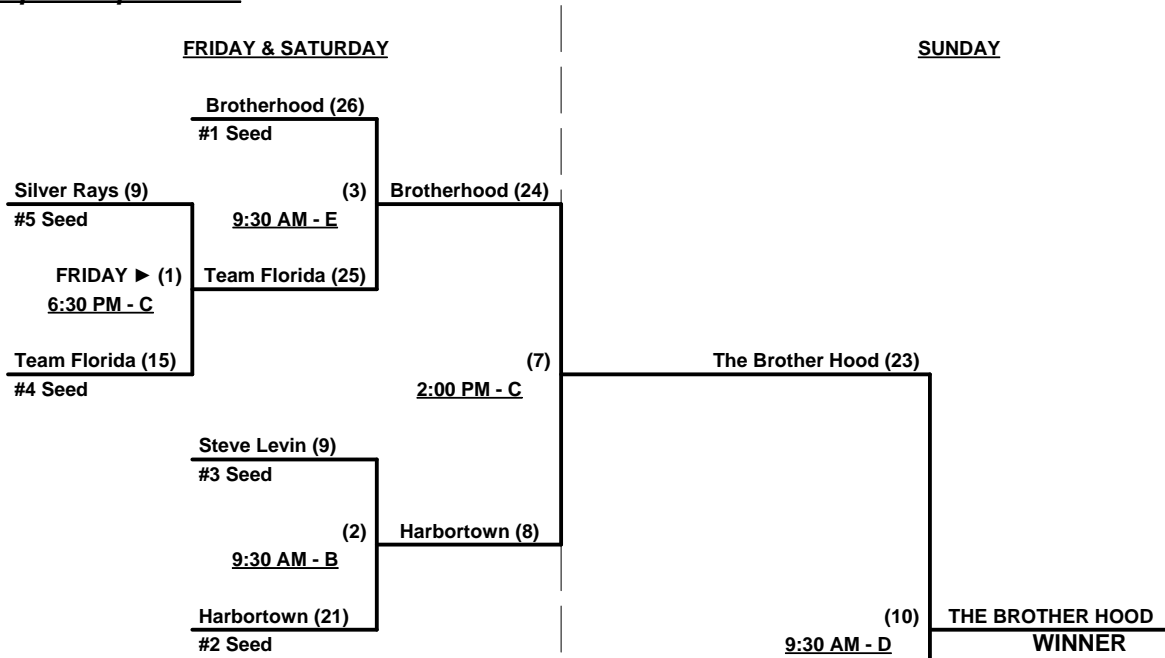 FRIDAY & SATURDAY
SUNDAY
Brotherhood (26)
#1 Seed
Silver Rays (9)
(3)
Brotherhood (24)
#5 Seed
9:30 AM - E
FRIDAY ► (1)
Team Florida (25)
6:30 PM - C
Team Florida (15)
(7)
The Brother Hood (23)
#4 Seed
2:00 PM - C
Steve Levin (9)
#3 Seed
(2)
Harbortown (8)
9:30 AM - B
Harbortown (21)
(10)
THE BROTHER HOOD
#2 Seed
9:30 AM - D
WINNER